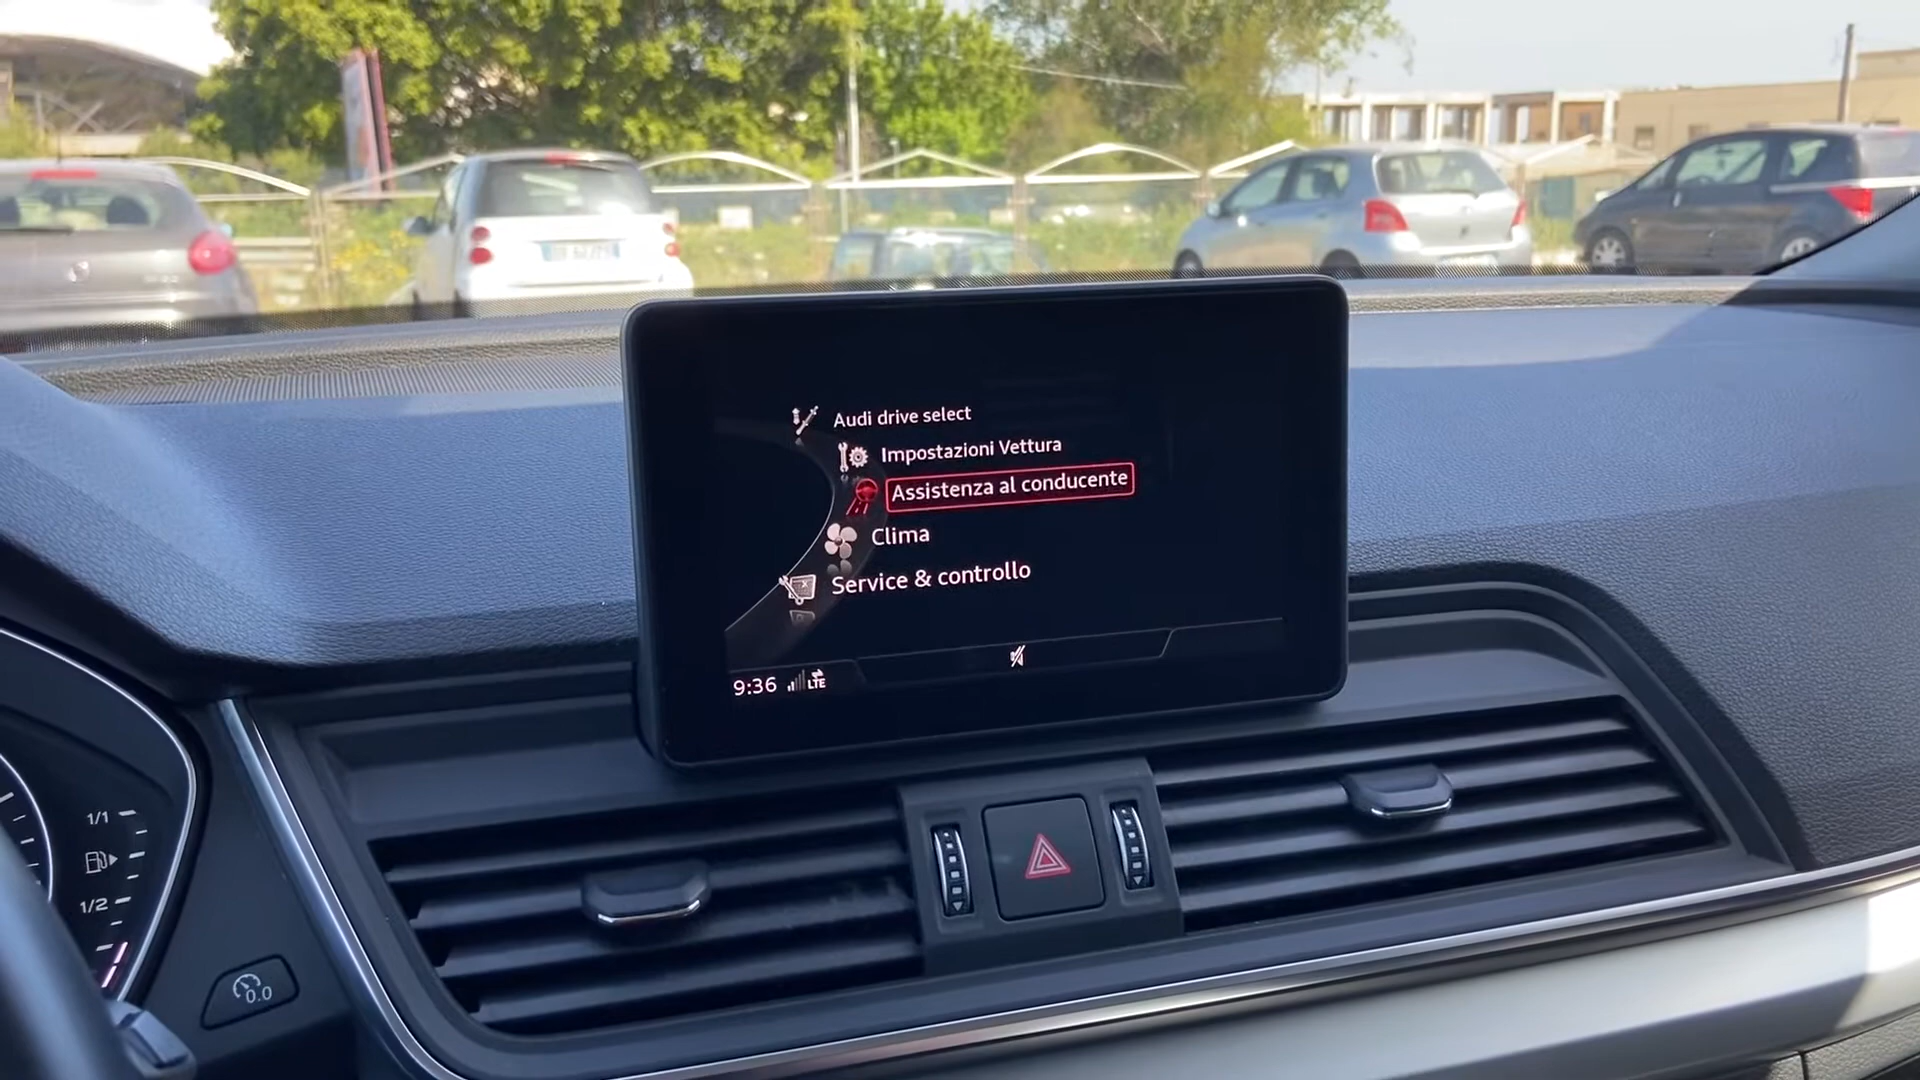 Audi drive select
Impostazioni Vettura
Assistenza al conducente
Clima
Service & controllo
9:36 LTE
1/1
1/2
0.0